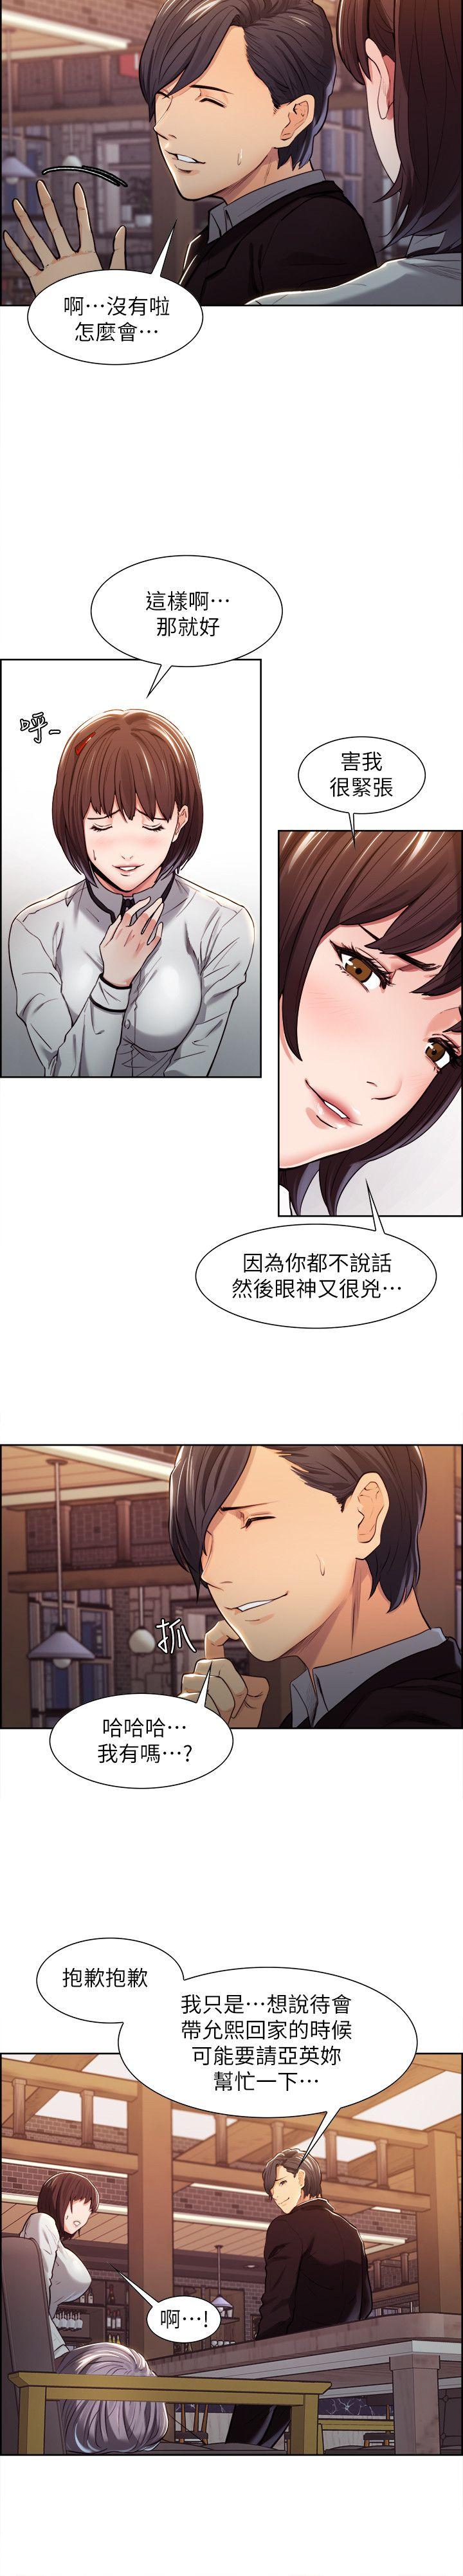 啊⋯沒有啦
怎麼會⋯
這樣啊⋯
那就好
呼~
害我
很緊張
因為你都不說話
然後眼神又很兇⋯
抓
哈哈哈⋯
我有嗎⋯?
抱歉抱歉
我只是⋯想說待會
帶允熙回家的時候
可能要請亞英妳
幫忙一下⋯
啊⋯!